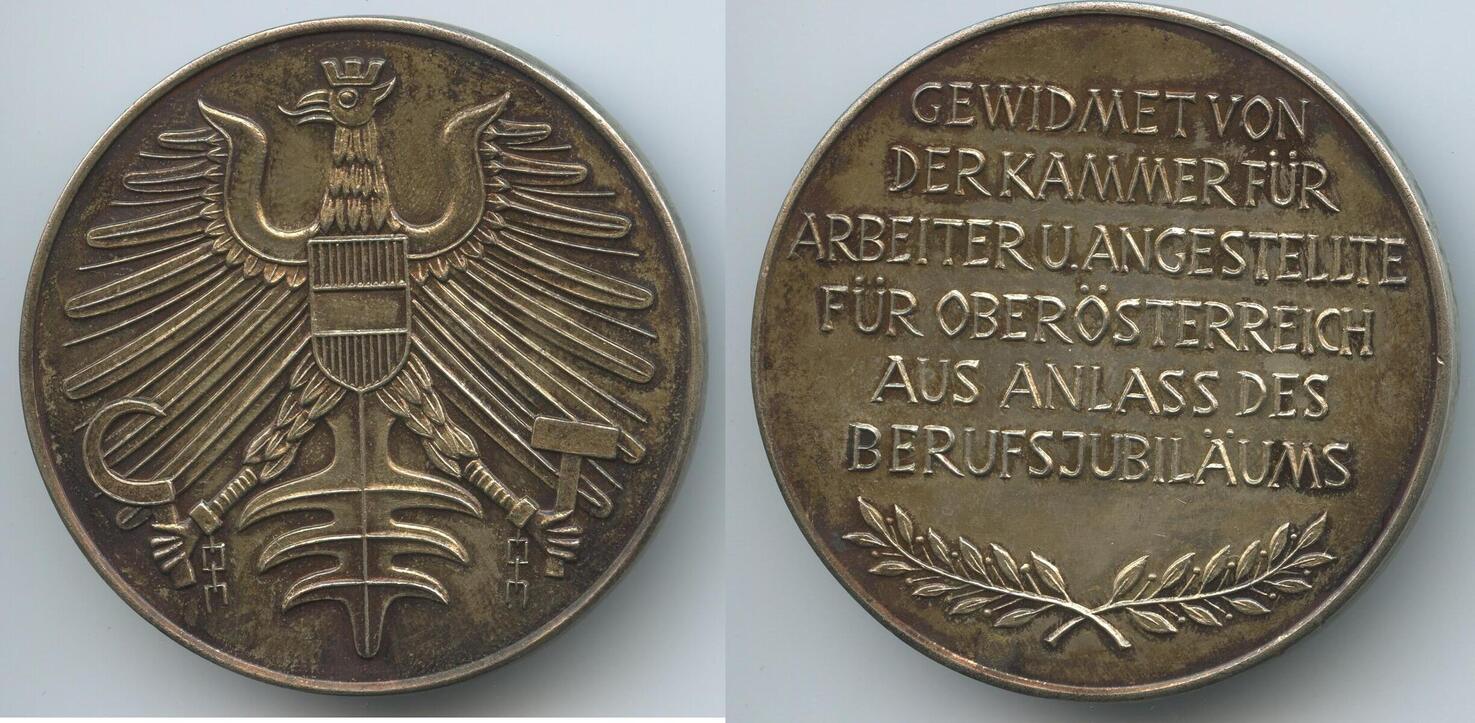 GEWIDMET VON
DER KAMMER FÜR
ARBEITER U. ANGESTELLTE
FÜR OBERÖSTERREICH
AUS ANLASS DES
BERUFSJUBILÄUMS